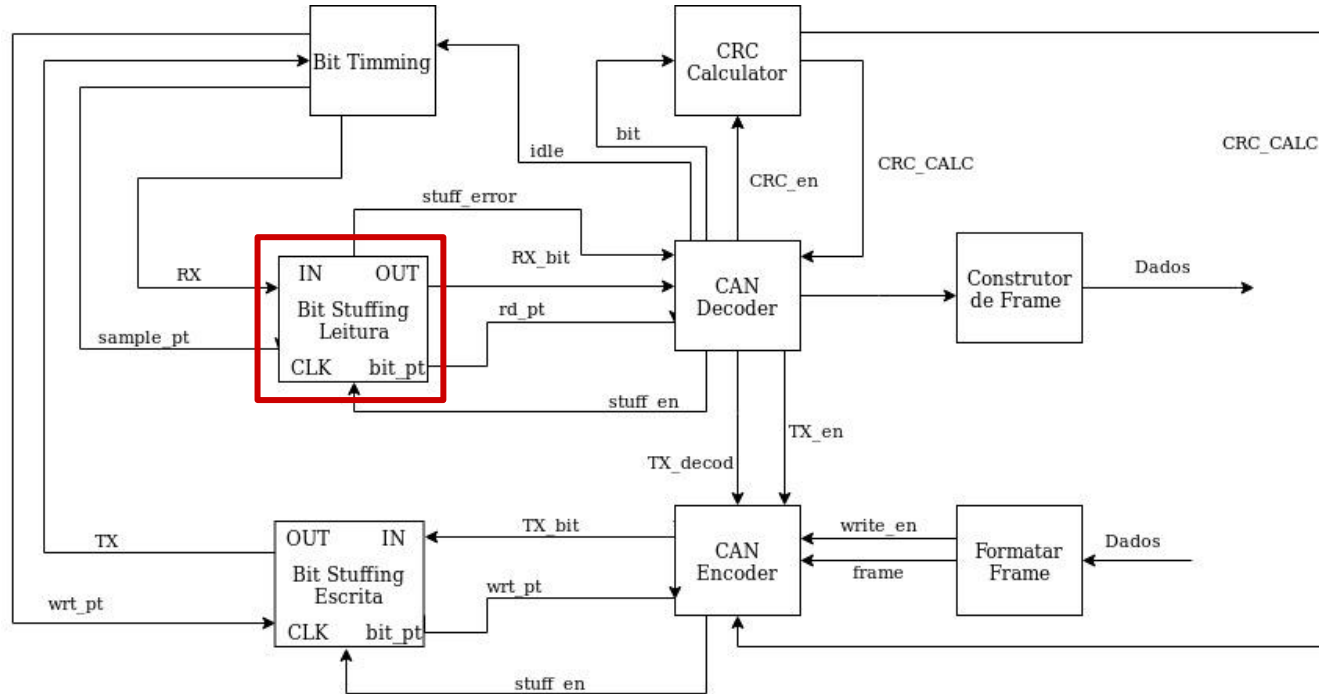 Bit Timming
CRC
Calculator
bit
idle
CRC_en
CRC_CALC
CRC_CALC
stuff_error
RX
IN
OUT
Bit Stuffing
Leitura
CLK
bit_pt
RX_bit
rd_pt
sample_pt
CAN
Decoder
Construtor
de Frame
Dados
stuff_en
TX_en
TX_decod
TX
OUT
IN
Bit Stuffing
Escrita
CLK
bit_pt
TX_bit
wrt_pt
wrt_pt
CAN
Encoder
write_en
frame
Formatar
Frame
Dados
stuff_en